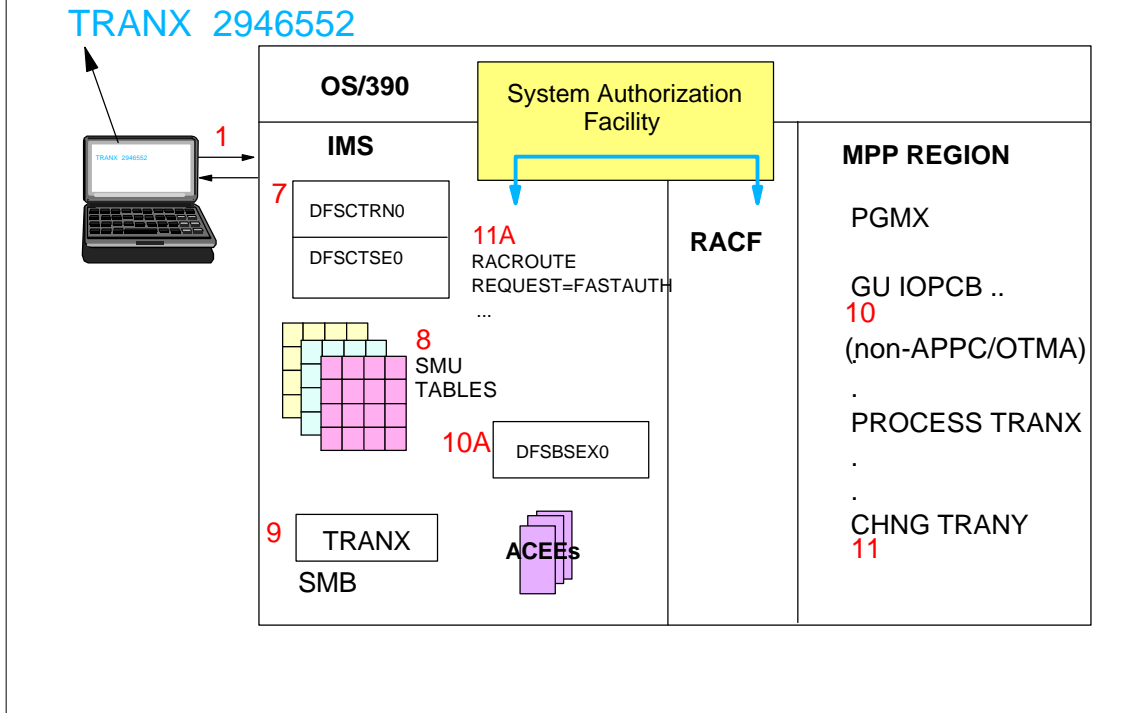 TRANX 2946552
OS/390
System Authorization
Facility
1
TRANX 2946552
IMS
MPP REGION
7
DFSCTRN0
DFSCTSE0
11A
RACROUTE
REQUEST=FASTAUTH
...
RACF
PGMX
GU IOPCB ..
10
(non-APPC/OTMA)
.
.
PROCESS TRANX
.
.
CHNG TRANY
11
8
SMU
TABLES
10A
DFSBSEX0
9
TRANX
SMB
ACEEs